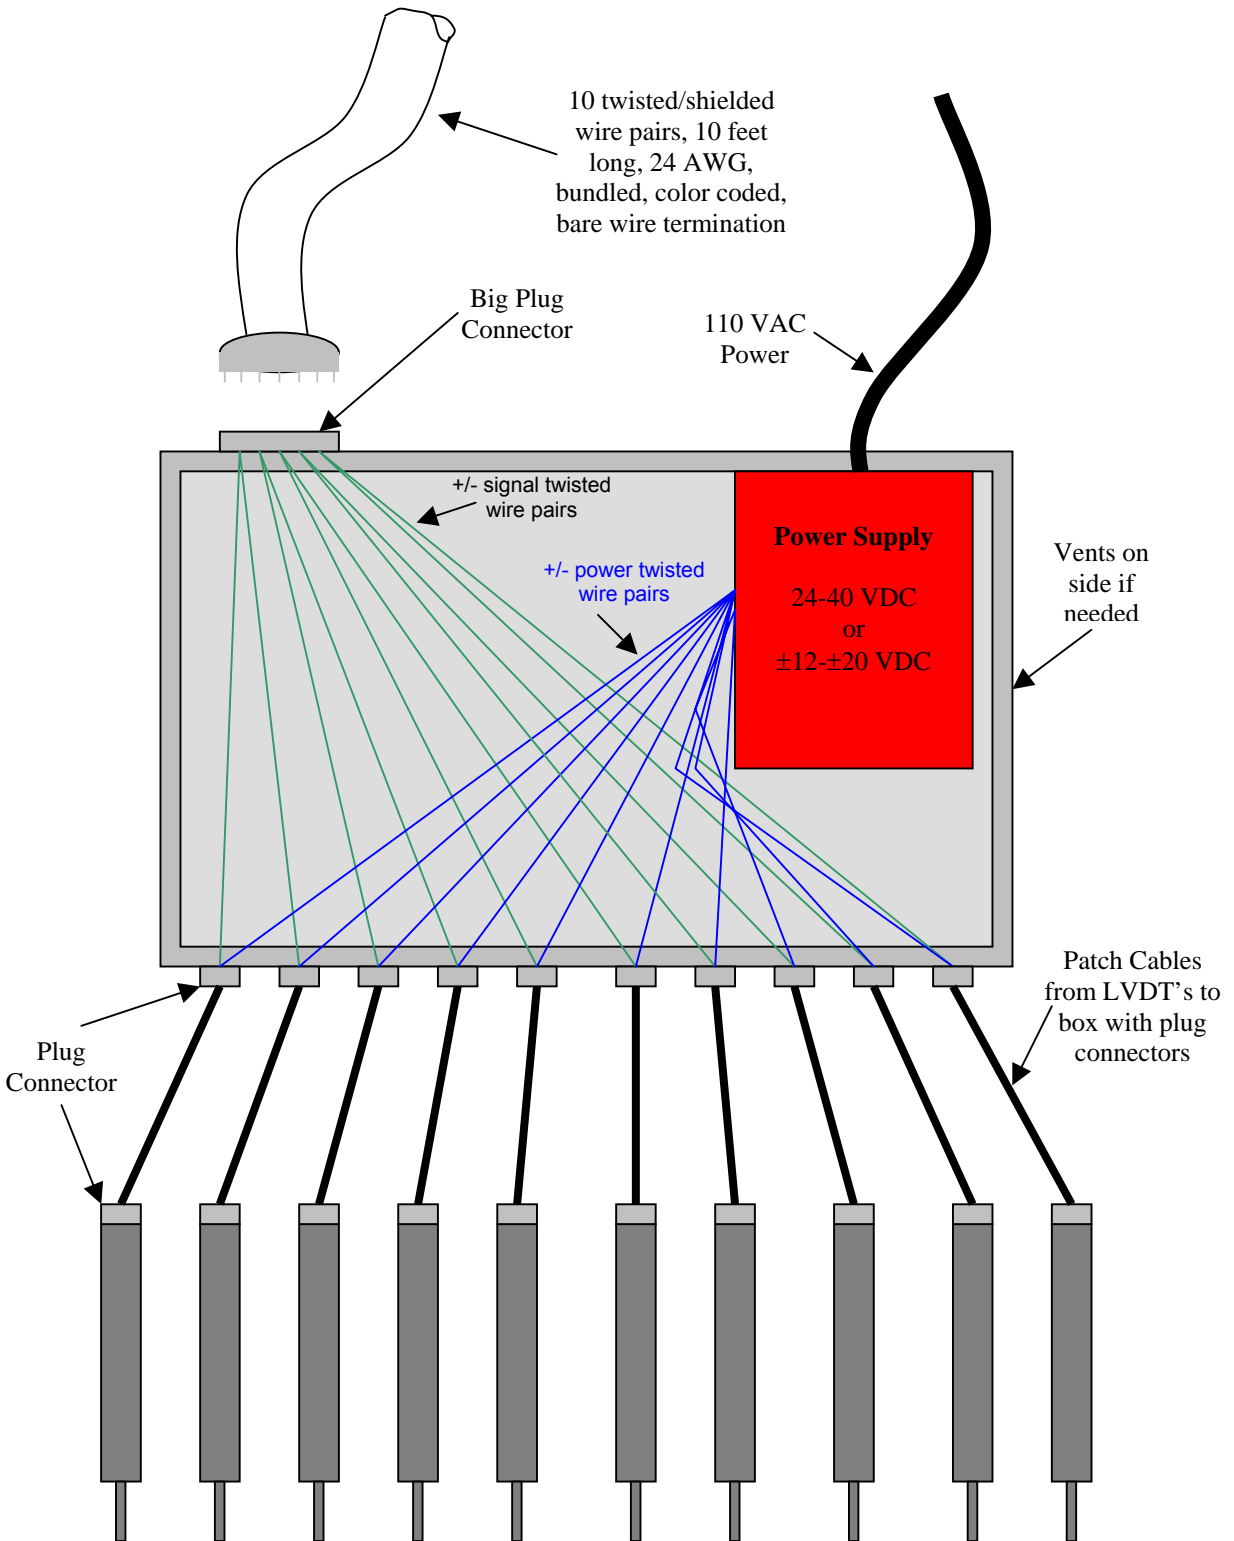 10 twisted/shielded
wire pairs, 10 feet
long, 24 AWG,
bundled, color coded,
bare wire termination
Big Plug
Connector
110 VAC
Power
+/- signal twisted
wire pairs
+/- power twisted
wire pairs
Power Supply
24-40 VDC
or
±12-±20 VDC
Vents on
side if
needed
Patch Cables
from LVDT's to
box with plug
connectors
Plug
Connector